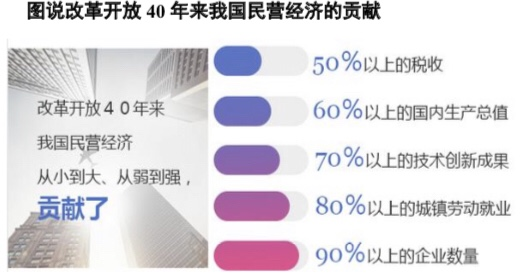 图说改革开放 40 年来我国民营经济的贡献
改革开放４０年来
我国民营经济
从小到大、从弱到强，
贡献了
50%以上的税收
60%以上的国内生产总值
70%以上的技术创新成果
80%以上的城镇劳动就业
90%以上的企业数量